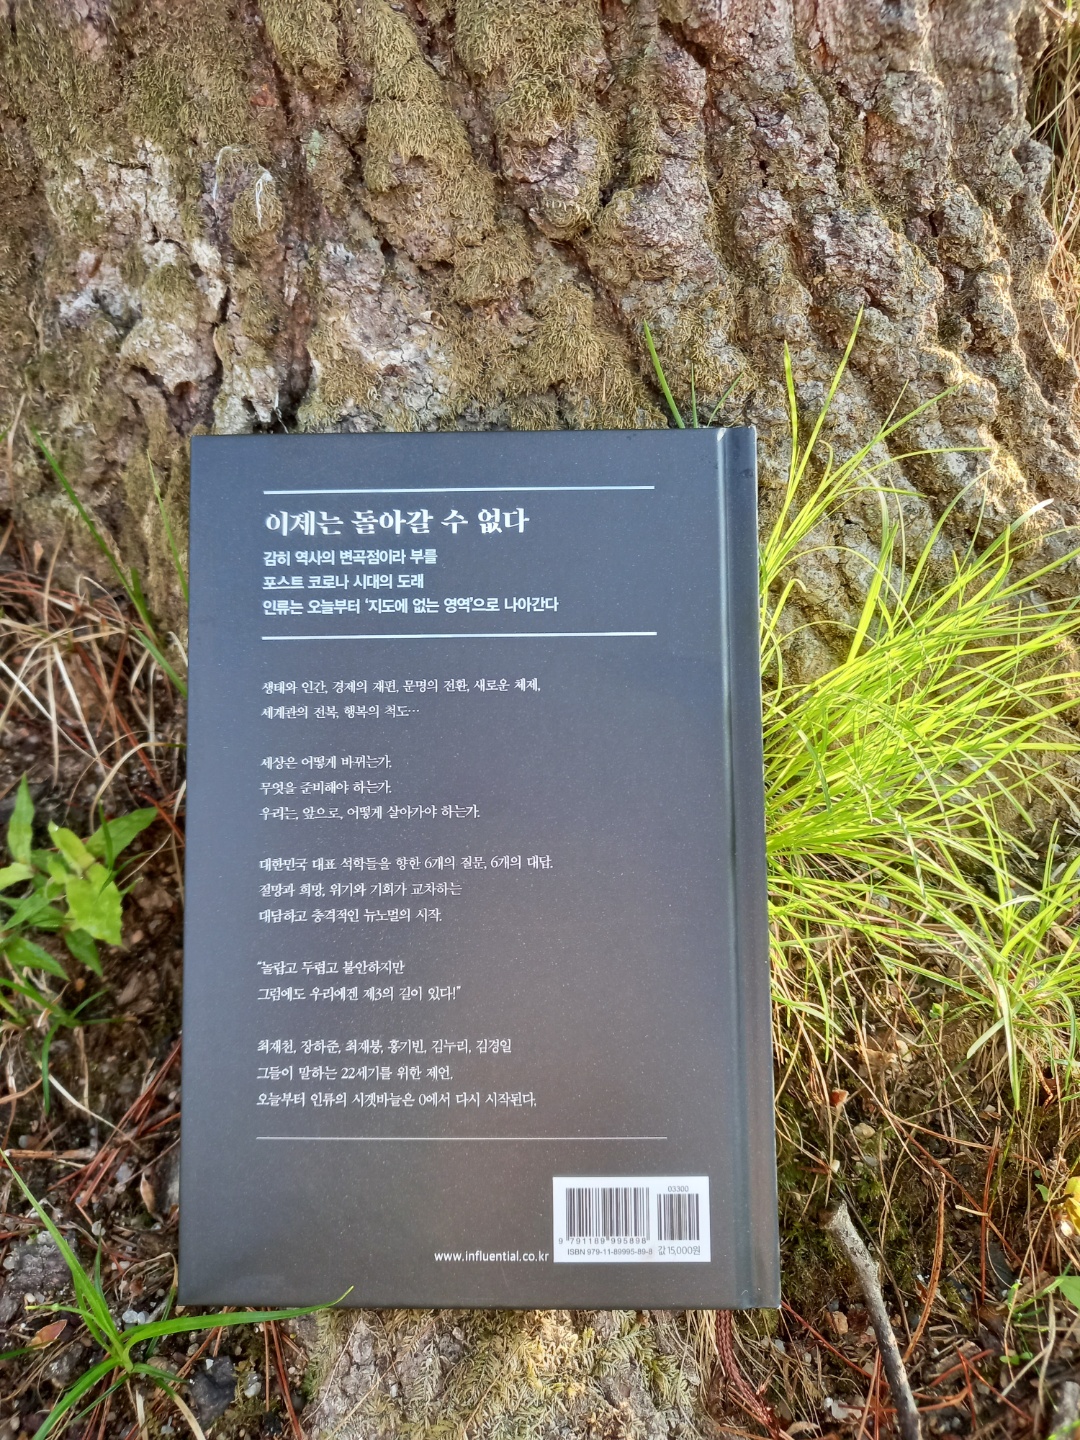 이제는 돌아갈 수 없다
감히 역사의 변곡점이라 부를
포스트 코로나 시대의 도래
인류는 오늘부터 '지도에 없는 영역'으로 나아간다
생태와 인간, 경제의 재편, 문명의 전환, 새로운 체제,
세계관의 전복, 행복의 척도…
세상은 어떻게 바뀌는가.
무엇을 준비해야 하는가.
우리는, 앞으로, 어떻게 살아가야 하는가.
대한민국 대표 석학들을 향한 6개의 질문, 6개의 대답.
절망과 희망, 위기와 기회가 교차하는
대담하고 충격적인 뉴노멀의 시작.
"놀랍고 두렵고 불안하지만
그럼에도 우리에겐 제3의 길이 있다!"
최재천, 장하준, 최재붕, 홍기빈, 김누리, 김경일
그들이 말하는 22세기를 위한 제언.
오늘부터 인류의 시곗바늘은 0에서 다시 시작된다.
03300
9 791189 995898
ISBN 979-11-89995-89-8 값 15,000원
www.influential.co.kr